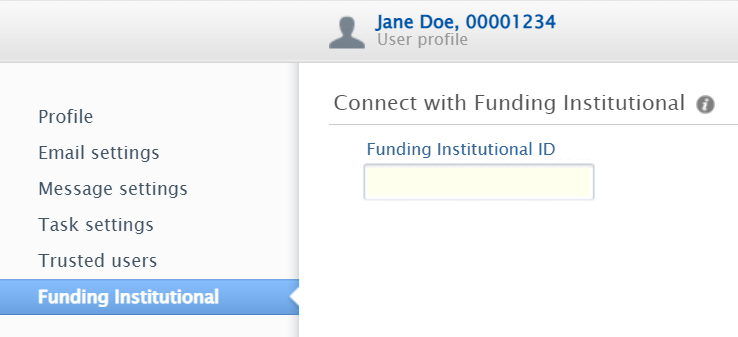 Jane Doe, 00001234
User profile
Profile
Email settings
Message settings
Task settings
Trusted users
Funding Institutional
Connect with Funding Institutional i
Funding Institutional ID